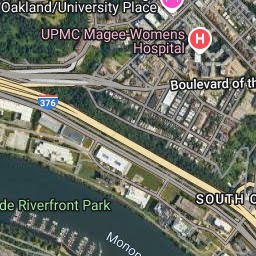 Oakland/University Place
UPMC Magee-Womens
Hospital
H
Boulevard of th
376
SOUTH O
de Riverfront Park
Monon